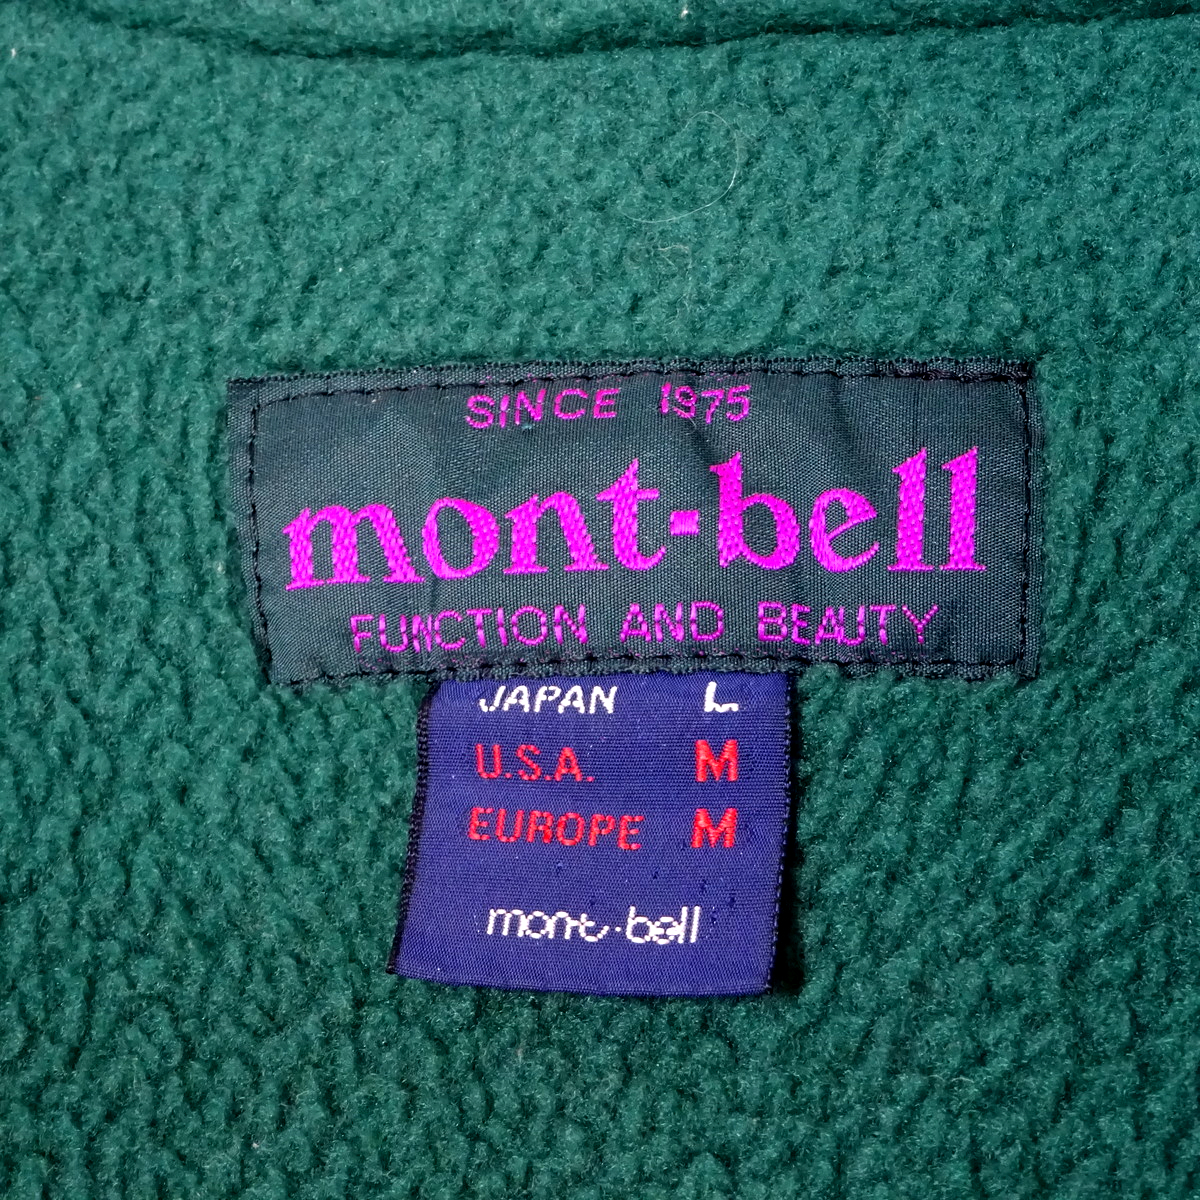 SINCE 1975
mont-bell
FUNCTION AND BEAUTY
JAPAN L
U.S.A. M
EUROPE M
mont·bell